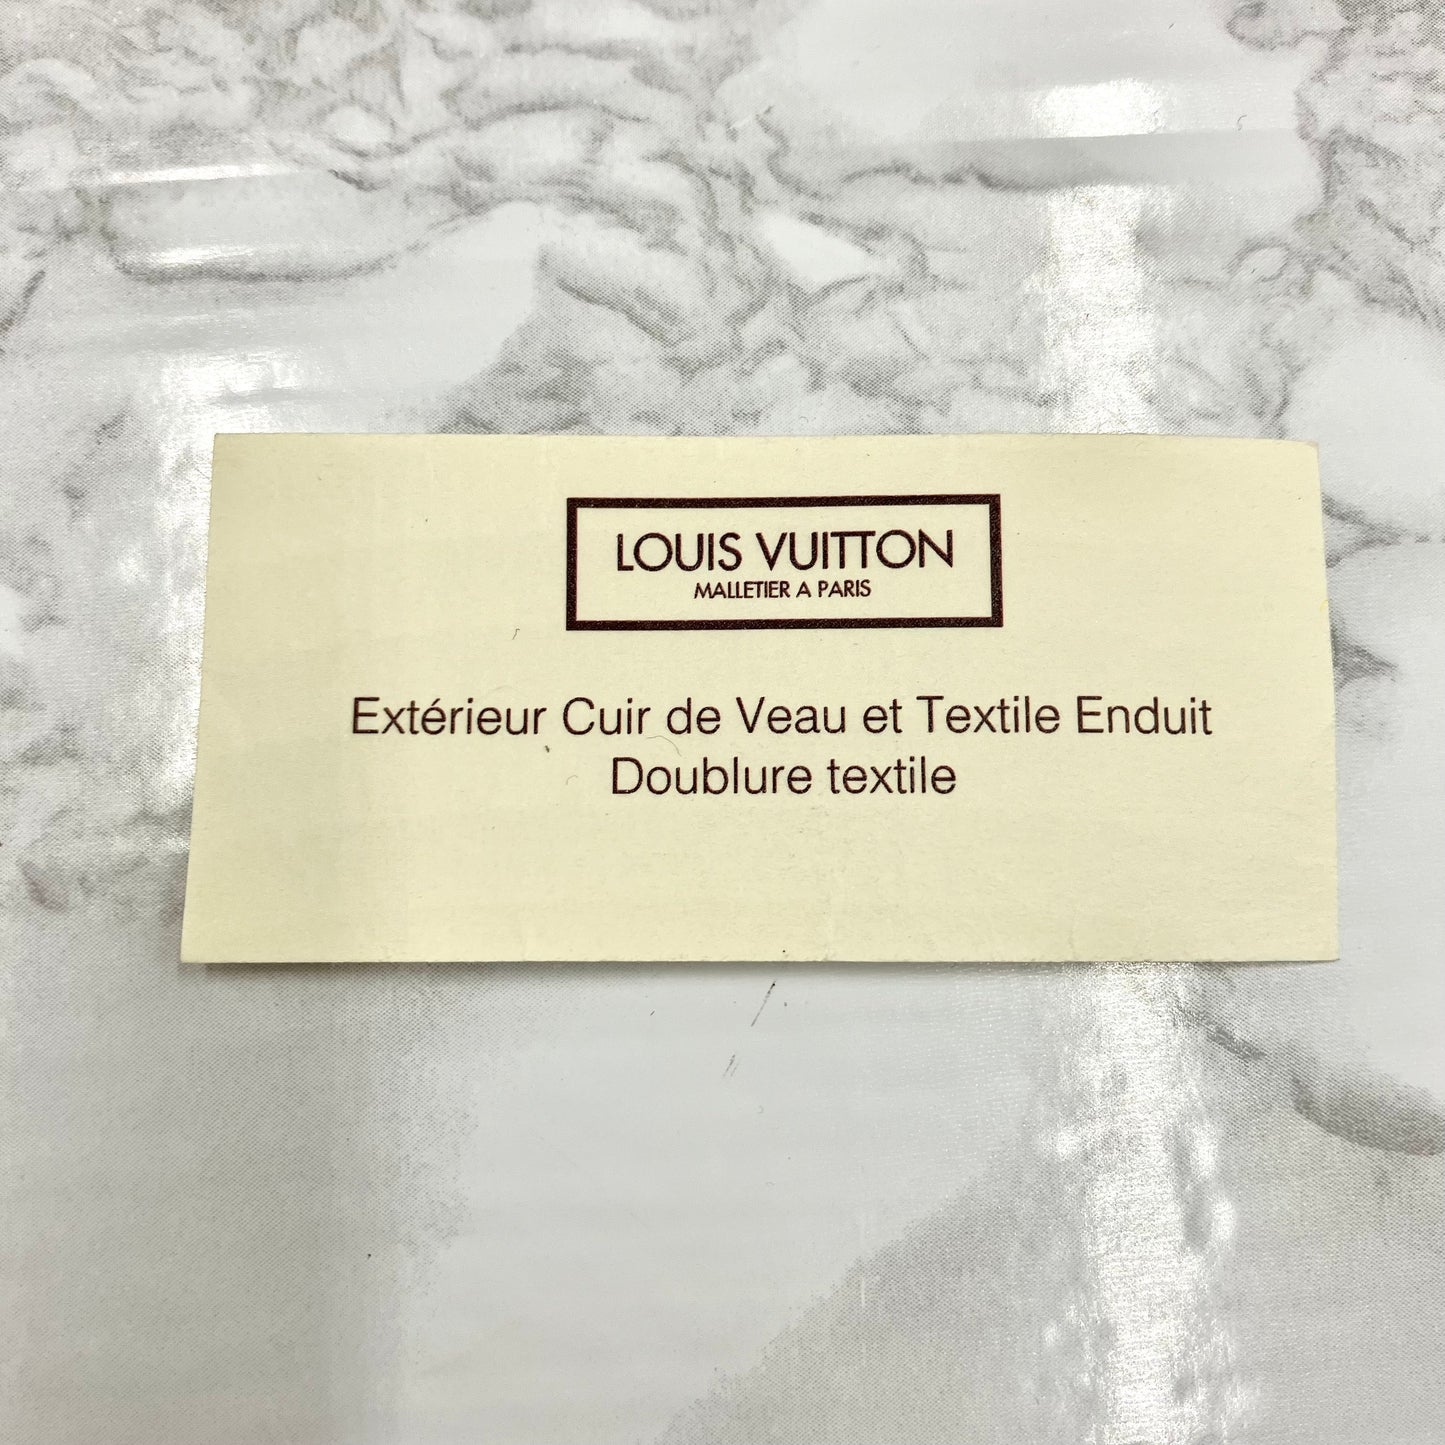 LOUIS VUITTON
MALLETIER A PARIS
Extérieur Cuir de Veau et Textile Enduit
Doublure textile